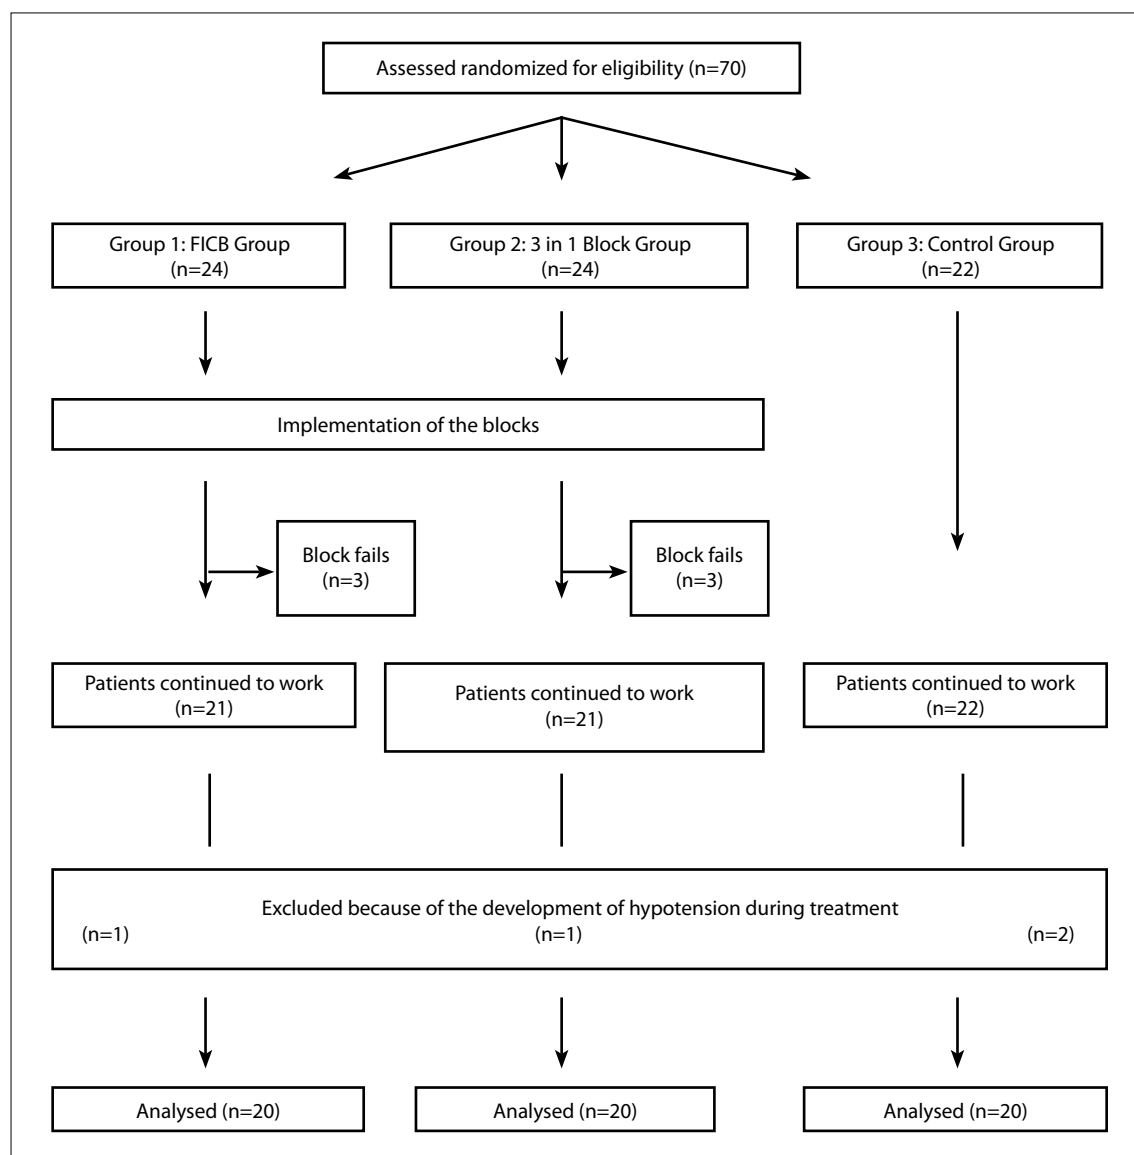 Assessed randomized for eligibility (n=70)
Group 1: FICB Group
(n=24)
Group 2: 3 in 1 Block Group
(n=24)
Group 3: Control Group
(n=22)
Implementation of the blocks
Block fails
(n=3)
Block fails
(n=3)
Patients continued to work
(n=21)
Patients continued to work
(n=21)
Patients continued to work
(n=22)
Excluded because of the development of hypotension during treatment
(n=1)
(n=1)
(n=2)
Analysed (n=20)
Analysed (n=20)
Analysed (n=20)